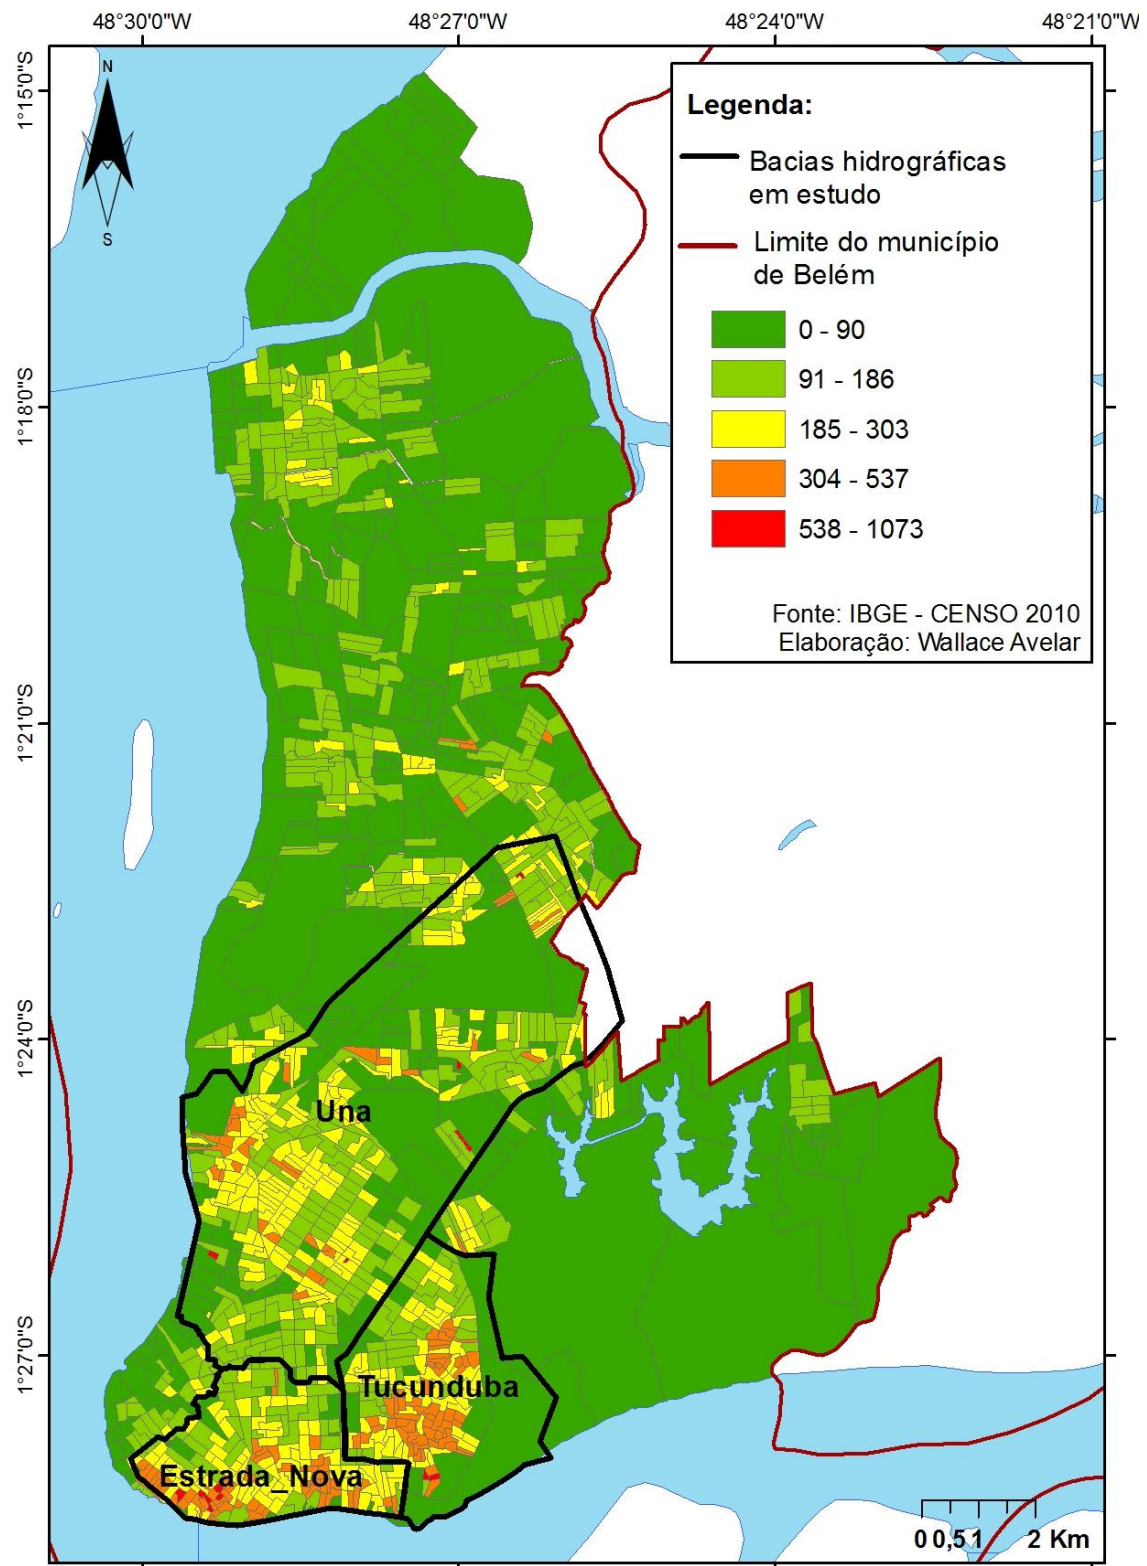 48°30'0"W 48°27'0"W 48°24'0"W 48°21'0"W
1°15'0"S
N
S
Legenda:
Bacias hidrográficas
em estudo
Limite do município
de Belém
0 - 90
91 - 186
185 - 303
304 - 537
538 - 1073
Fonte: IBGE - CENSO 2010
Elaboração: Wallace Avelar
1°18'0"S
1°21'0"S
1°24'0"S
Una
1°27'0"S
Tucunduba
Estrada_Nova
0 0,5 1 2 Km